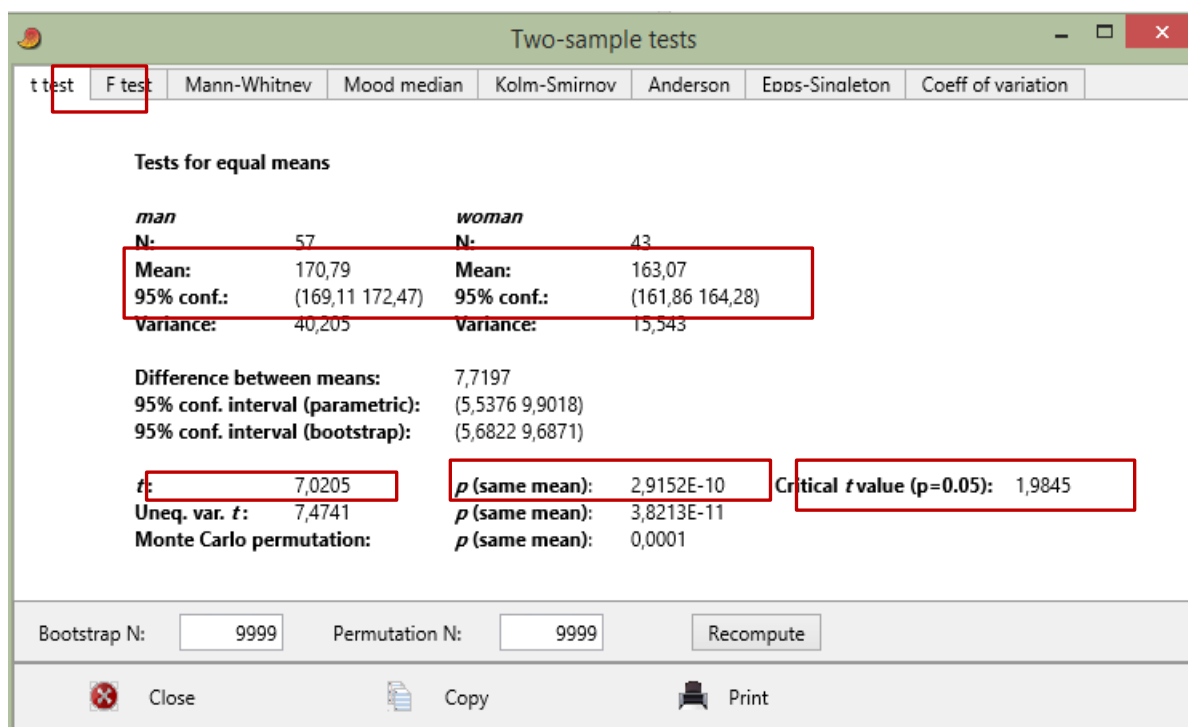 Two-sample tests
t test F test Mann-Whitney Mood median Kolm-Smirnov Anderson Epps-Singleton Coeff of variation
Tests for equal means
man woman
N: 57 N: 43
Mean: 170,79 Mean: 163,07
95% conf.: (169,11 172,47) 95% conf.: (161,86 164,28)
Variance: 40,205 Variance: 15,543
Difference between means: 7,7197
95% conf. interval (parametric): (5,5376 9,9018)
95% conf. interval (bootstrap): (5,6822 9,6871)
t: 7,0205 p (same mean): 2,9152E-10 Critical t value (p=0.05): 1,9845
Uneq. var. t: 7,4741 p (same mean): 3,8213E-11
Monte Carlo permutation: p (same mean): 0,0001
Bootstrap N: 9999 Permutation N: 9999 Recompute
Close Copy Print